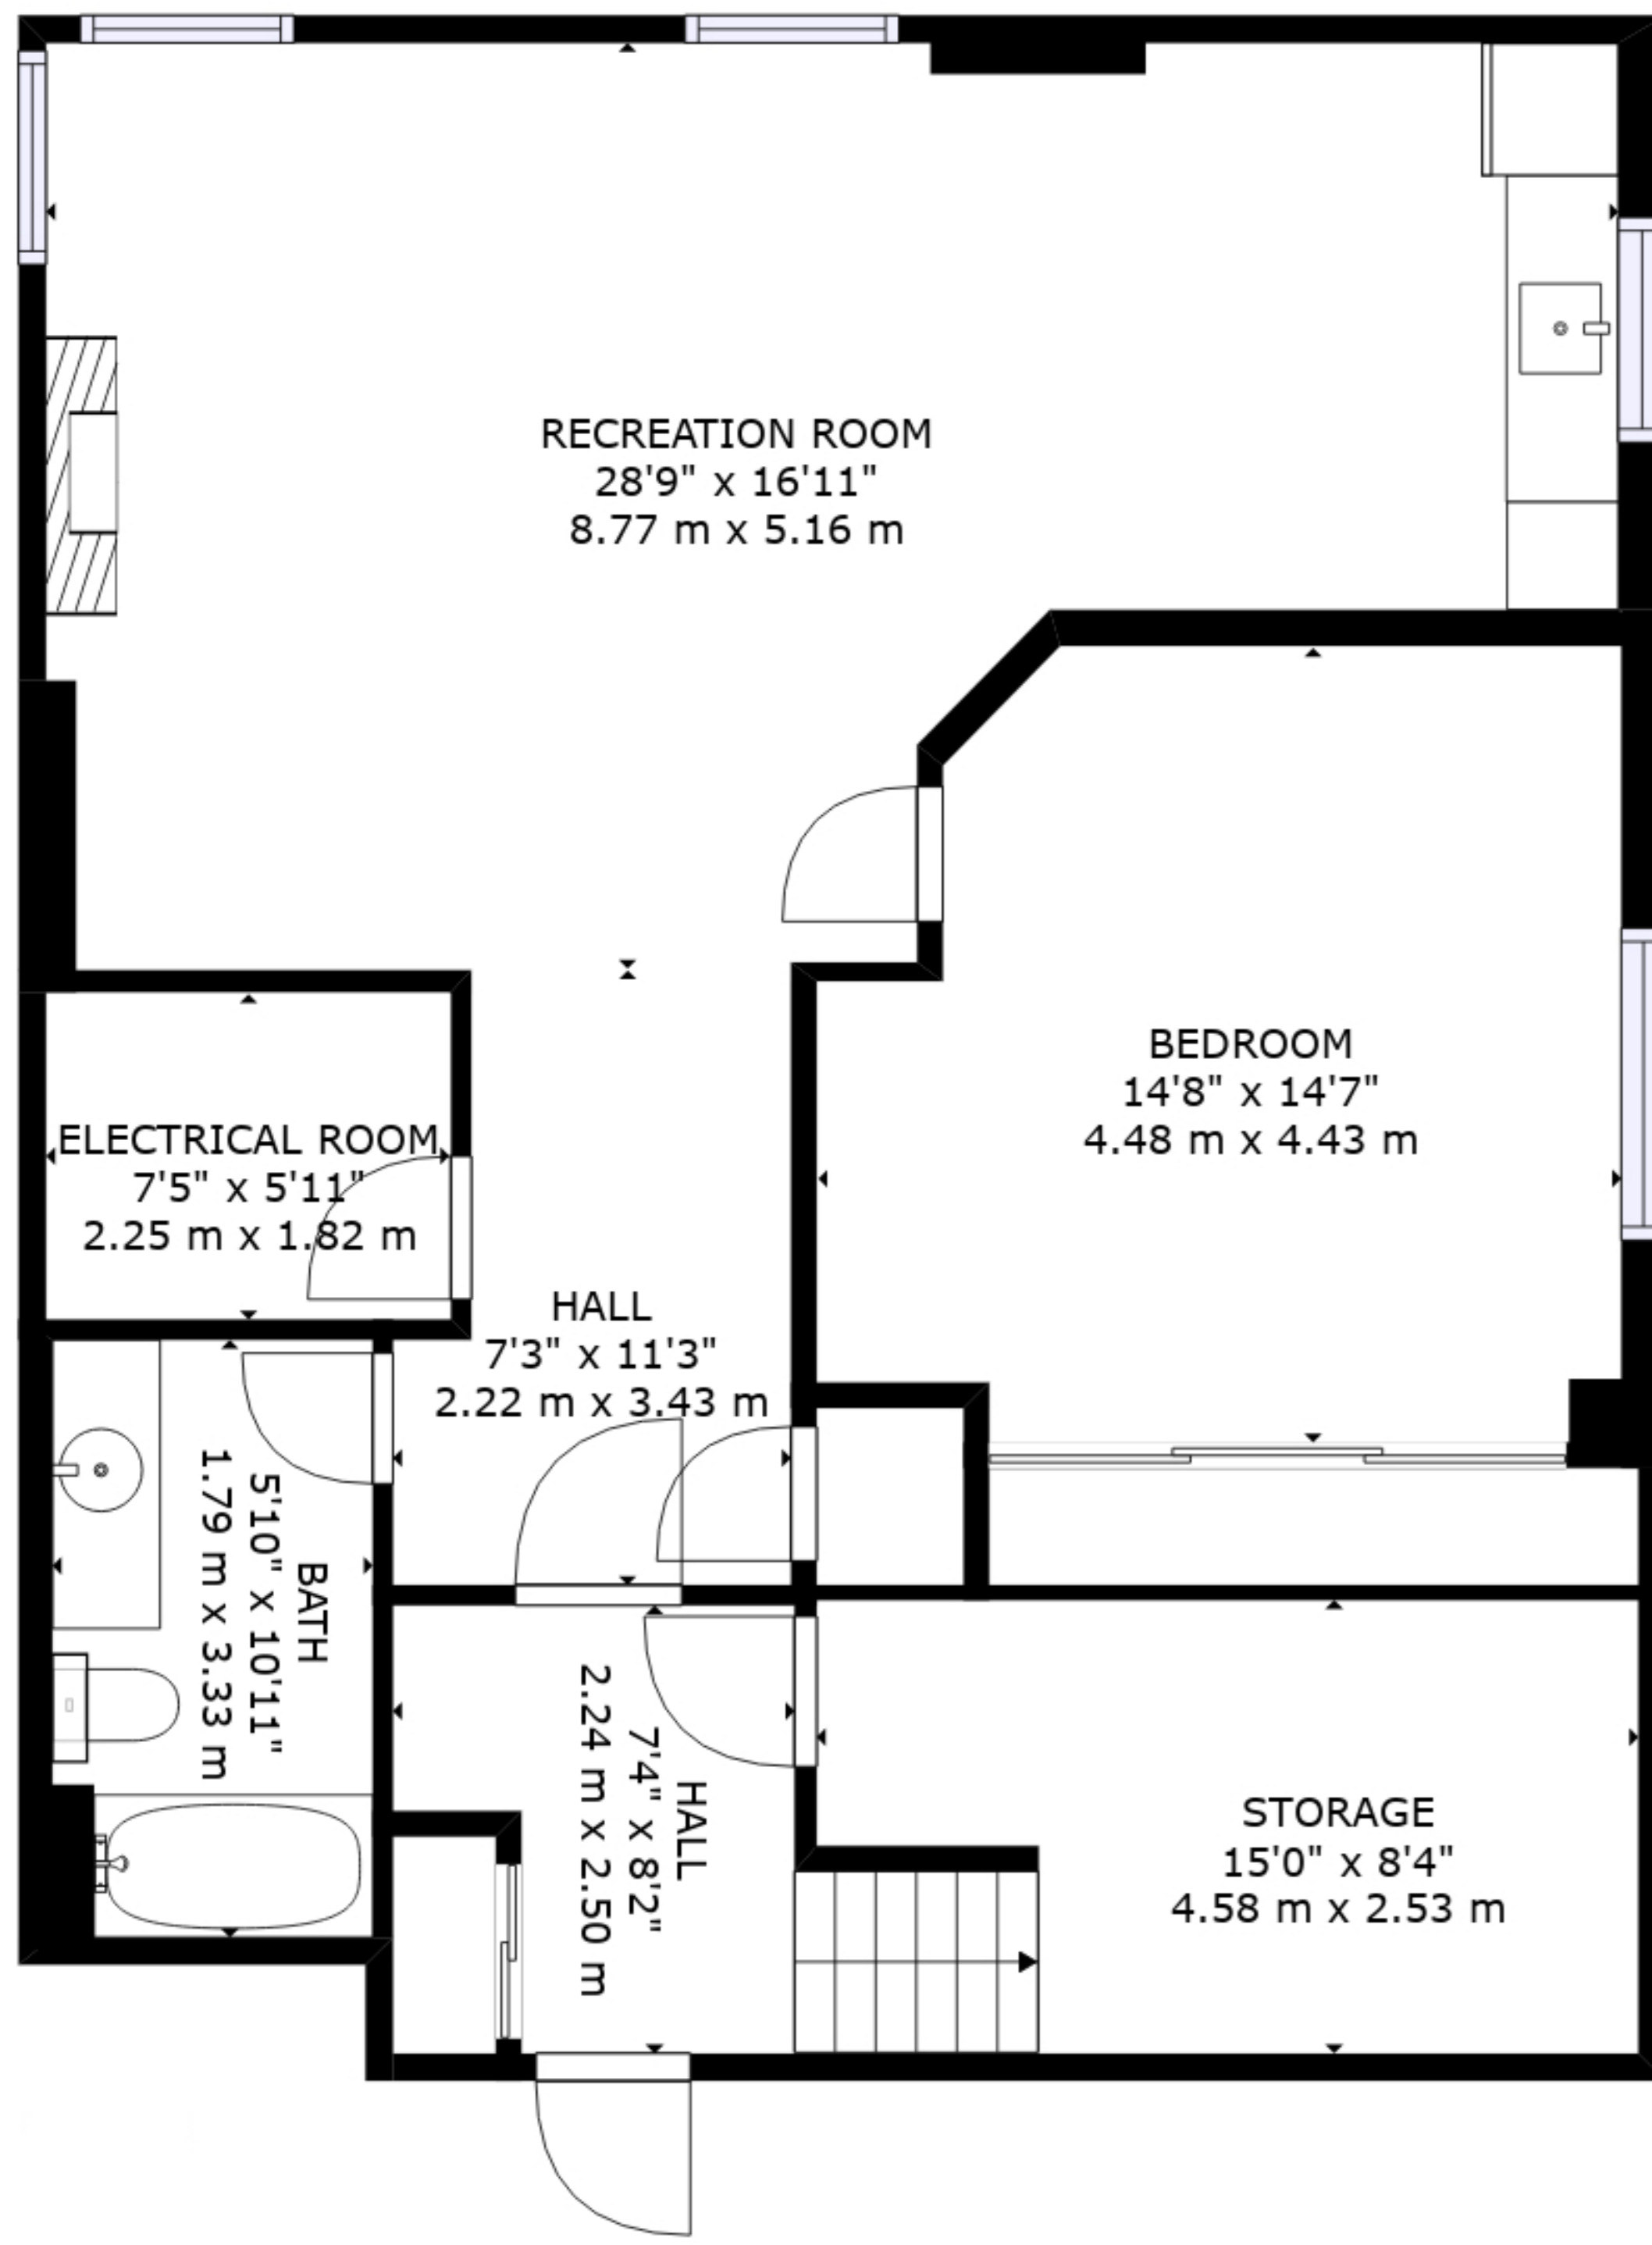 RECREATION ROOM
28'9" x 16'11"
8.77 m x 5.16 m
BEDROOM
14'8" x 14'7"
4.48 m x 4.43 m
ELECTRICAL ROOM
7'5" x 5'11"
2.25 m x 1.82 m
HALL
7'3" x 11'3"
2.22 m x 3.43 m
BATH
5'10" x 10'11"
1.79 m x 3.33 m
HALL
7'4" x 8'2"
2.24 m x 2.50 m
STORAGE
15'0" x 8'4"
4.58 m x 2.53 m